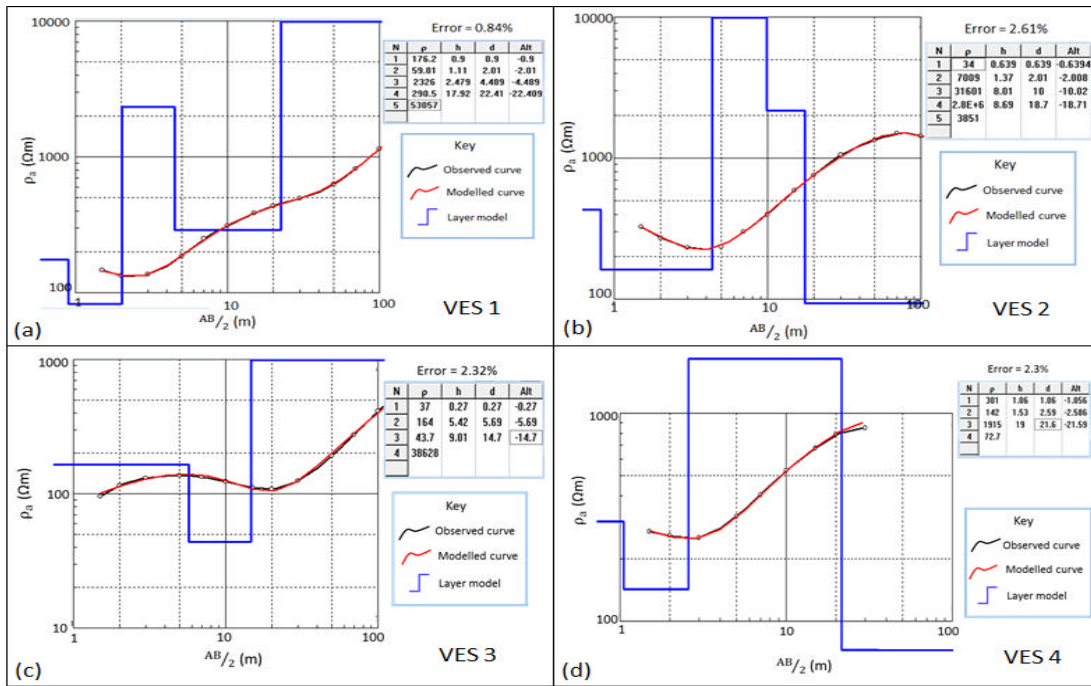 10000
1000
100
1
10
100
ρa (Ωm)
AB/2 (m)
Error = 0.84%
N ρ h d Alt
1 176.2 0.9 0.9 -0.9
2 59.81 1.11 2.01 -2.01
3 2326 2.479 4.489 -4.489
4 290.5 17.92 22.41 -22.409
5 53057
Key
Observed curve
Modelled curve
Layer model
(a)
VES 1
10000
1000
100
1
10
100
ρa (Ωm)
AB/2 (m)
Error = 2.61%
N ρ h d Alt
1 34 0.639 0.639 -0.6394
2 7009 1.37 2.01 -2.008
3 31601 8.01 10 -10.02
4 2.8E+6 8.69 18.7 -18.71
5 3851
Key
Observed curve
Modelled curve
Layer model
(b)
VES 2
1000
100
10
1
10
100
ρa (Ωm)
AB/2 (m)
Error = 2.32%
N ρ h d Alt
1 37 0.27 0.27 -0.27
2 164 5.42 5.69 -5.69
3 43.7 9.01 14.7 -14.7
4 38628
Key
Observed curve
Modelled curve
Layer model
(c)
VES 3
1000
100
1
10
100
ρa (Ωm)
AB/2 (m)
Error = 2.3%
N ρ h d Alt
1 301 1.06 1.06 -1.056
2 142 1.53 2.59 -2.586
3 1915 19 21.6 -21.59
4 72.7
Key
Observed curve
Modelled curve
Layer model
(d)
VES 4